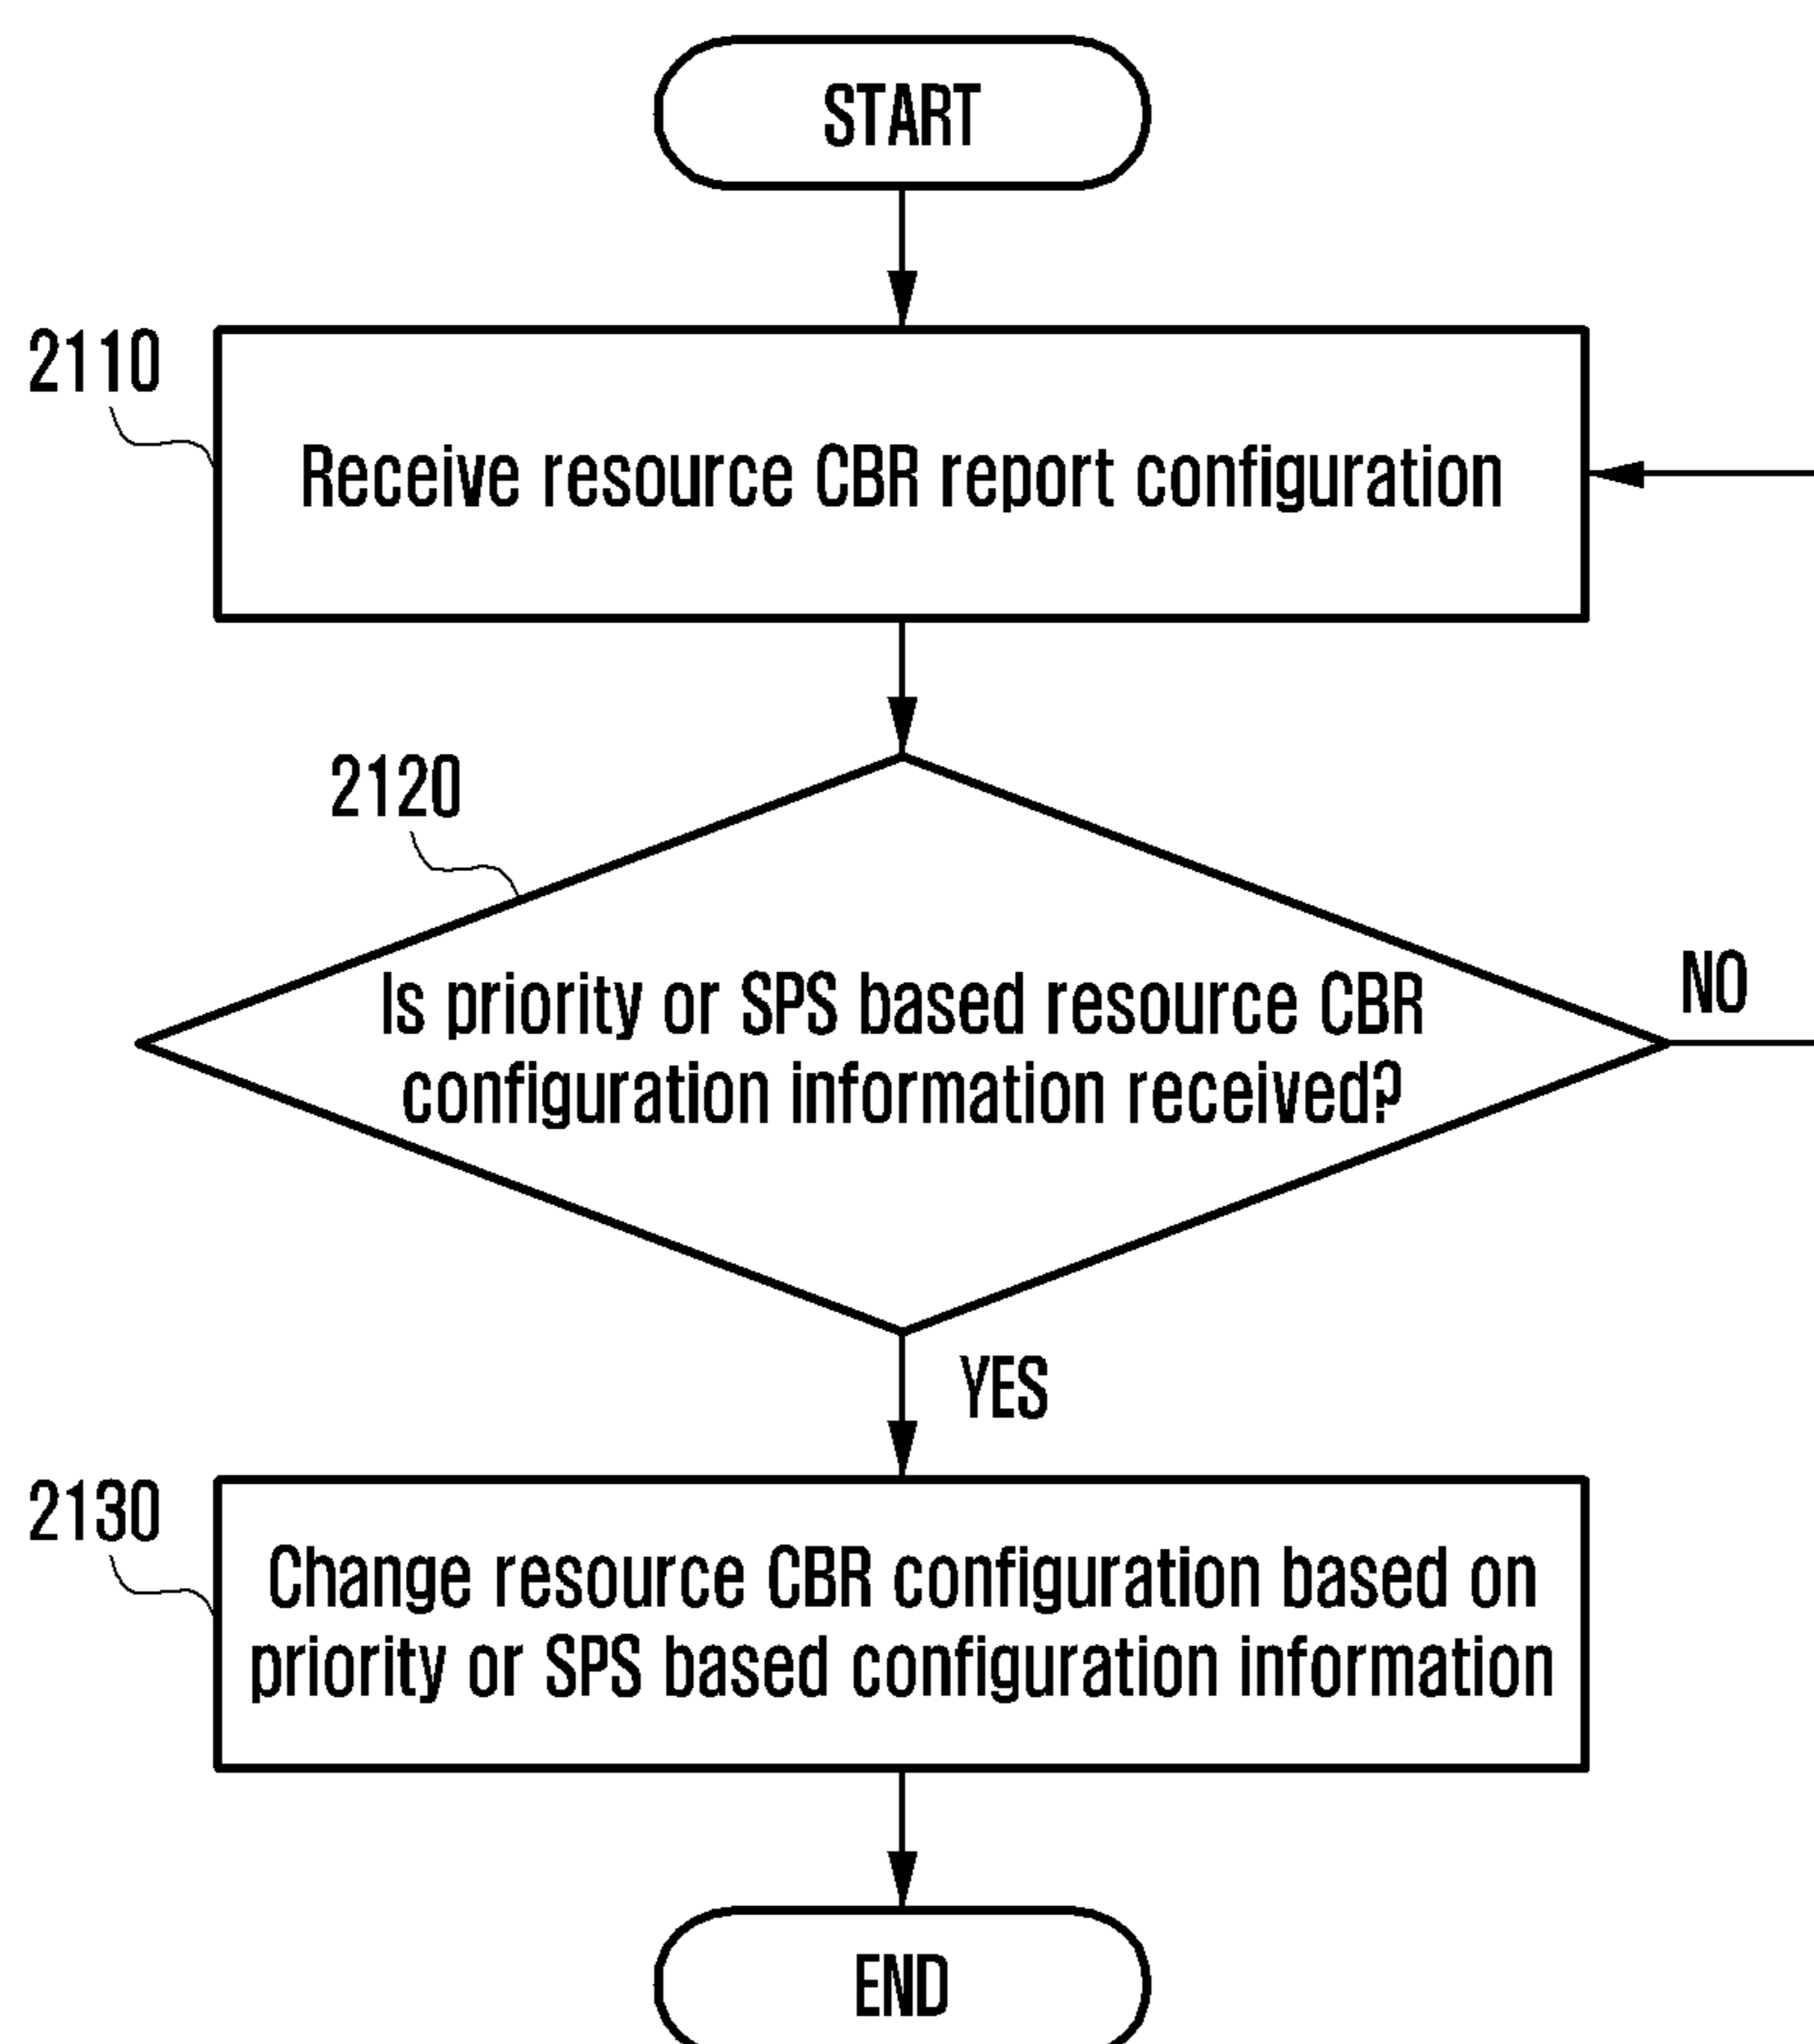 START
2110
Receive resource CBR report configuration
2120
Is priority or SPS based resource CBR
configuration information received?
NO
YES
2130
Change resource CBR configuration based on
priority or SPS based configuration information
END